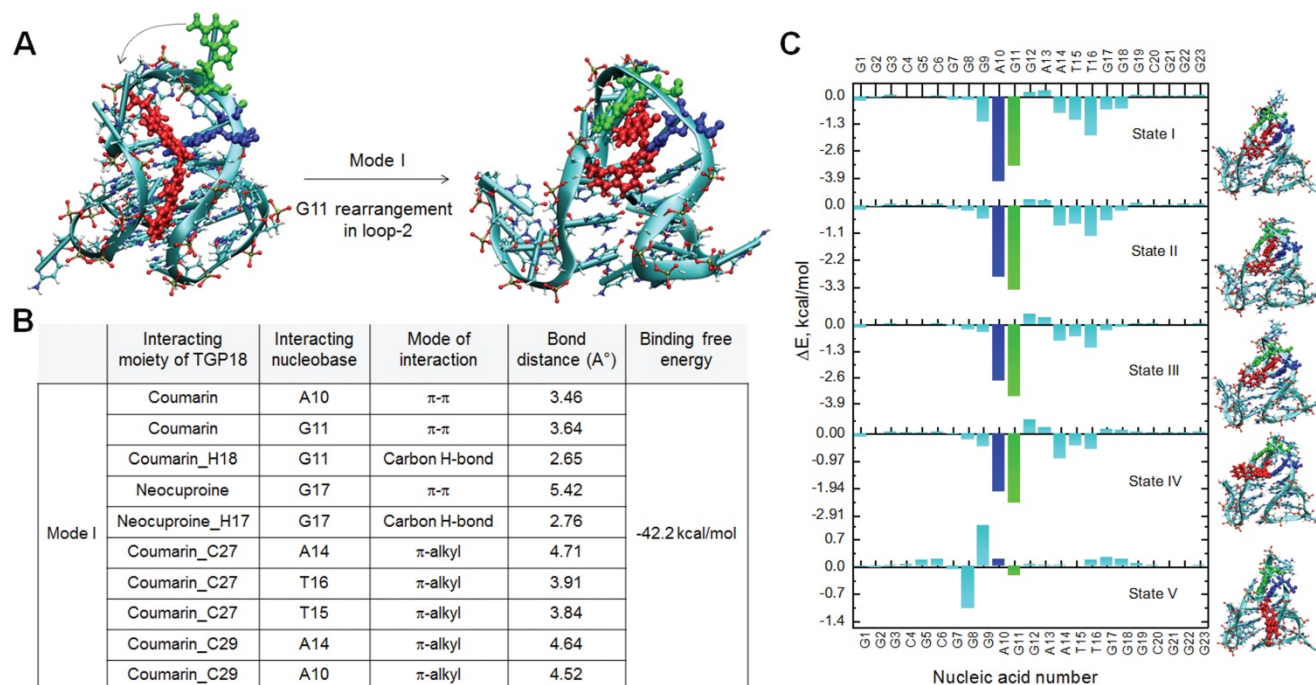 A
Mode I
G11 rearrangement
in loop-2
B
Interacting moiety of TGP18 Interacting nucleobase Mode of interaction Bond distance (A°) Binding free energy
Mode I
Coumarin A10 π-π 3.46
Coumarin G11 π-π 3.64
Coumarin_H18 G11 Carbon H-bond 2.65
Neocuproine G17 π-π 5.42
Neocuproine_H17 G17 Carbon H-bond 2.76
-42.2 kcal/mol
Coumarin_C27 A14 π-alkyl 4.71
Coumarin_C27 T16 π-alkyl 3.91
Coumarin_C27 T15 π-alkyl 3.84
Coumarin_C29 A14 π-alkyl 4.64
Coumarin_C29 A10 π-alkyl 4.52
C
G1 G2 G3 C4 G5 C6 G7 G8 G9 A10 G11 G12 A13 A14 T15 T16 G17 G18 G19 C20 G21 G22 G23
0.0
-1.3
-2.6
-3.9
State I
0.0
-1.1
-2.2
-3.3
State II
0.0
-1.3
-2.6
-3.9
State III
0.00
-0.97
-1.94
-2.91
State IV
0.7
0.0
-0.7
-1.4
State V
ΔE, kcal/mol
G1 G2 G3 C4 G5 C6 G7 G8 G9 A10 G11 G12 A13 A14 T15 T16 G17 G18 G19 C20 G21 G22 G23
Nucleic acid number